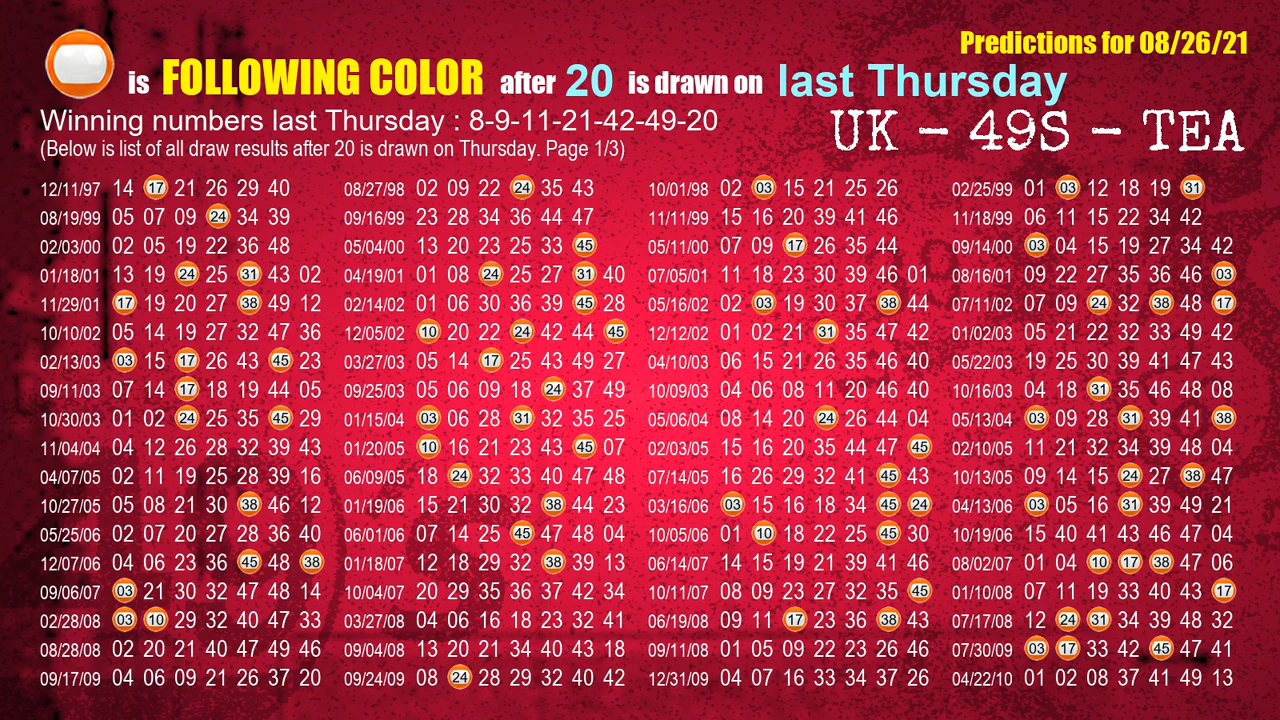 Predictions for 08/26/21
is FOLLOWING COLOR after 20 is drawn on last Thursday
Winning numbers last Thursday : 8-9-11-21-42-49-20
UK - 49S - TEA
(Below is list of all draw results after 20 is drawn on Thursday. Page 1/3)
12/11/97 14 17 21 26 29 40 08/27/98 02 09 22 24 35 43 10/01/98 02 03 15 21 25 26 02/25/99 01 03 12 18 19 31
08/19/99 05 07 09 24 34 39 09/16/99 23 28 34 36 44 47 11/11/99 15 16 20 39 41 46 11/18/99 06 11 15 22 34 42
02/03/00 02 05 19 22 36 48 05/04/00 13 20 23 25 33 45 05/11/00 07 09 17 26 35 44 09/14/00 03 04 15 19 27 34 42
01/18/01 13 19 24 25 31 43 02 04/19/01 01 08 24 25 27 31 40 07/05/01 11 18 23 30 39 46 01 08/16/01 09 22 27 35 36 46 03
11/29/01 17 19 20 27 38 49 12 02/14/02 01 06 30 36 39 45 28 05/16/02 02 03 19 30 37 38 44 07/11/02 07 09 24 32 38 48 17
10/10/02 05 14 19 27 32 47 36 12/05/02 10 20 22 24 42 44 45 12/12/02 01 02 21 31 35 47 42 01/02/03 05 21 22 32 33 49 42
02/13/03 03 15 17 26 43 45 23 03/27/03 05 14 17 25 43 49 27 04/10/03 06 15 21 26 35 46 40 05/22/03 19 25 30 39 41 47 43
09/11/03 07 14 17 18 19 44 05 09/25/03 05 06 09 18 24 37 49 10/09/03 04 06 08 11 20 46 40 10/16/03 04 18 31 35 46 48 08
10/30/03 01 02 24 25 35 45 29 01/15/04 03 06 28 31 32 35 25 05/06/04 08 14 20 24 26 44 04 05/13/04 03 09 28 31 39 41 38
11/04/04 04 12 26 28 32 39 43 01/20/05 10 16 21 23 43 45 07 02/03/05 15 16 20 35 44 47 45 02/10/05 11 21 32 34 39 48 04
04/07/05 02 11 19 25 28 39 16 06/09/05 18 24 32 33 40 47 48 07/14/05 16 26 29 32 41 45 43 10/13/05 09 14 15 24 27 38 47
10/27/05 05 08 21 30 38 46 12 01/19/06 15 21 30 32 38 44 23 03/16/06 03 15 16 18 34 45 24 04/13/06 03 05 16 31 39 49 21
05/25/06 02 07 20 27 28 36 40 06/01/06 07 14 25 45 47 48 04 10/05/06 01 10 18 22 25 45 30 10/19/06 15 40 41 43 46 47 04
12/07/06 04 06 23 36 45 48 38 01/18/07 12 18 29 32 38 39 13 06/14/07 14 15 19 21 39 41 46 08/02/07 01 04 10 17 38 47 06
09/06/07 03 21 30 32 47 48 14 10/04/07 20 29 35 36 37 42 34 10/11/07 08 09 23 27 32 35 45 01/10/08 07 11 19 33 40 43 17
02/28/08 03 10 29 32 40 47 33 03/27/08 04 06 16 18 23 32 41 06/19/08 09 11 17 23 36 38 43 07/17/08 12 24 31 34 39 48 32
08/28/08 02 20 21 40 47 49 46 09/04/08 13 20 21 34 40 43 18 09/11/08 01 05 09 22 23 26 46 07/30/09 03 17 33 42 45 47 41
09/17/09 04 06 09 21 26 37 20 09/24/09 08 24 28 29 32 40 42 12/31/09 04 07 16 33 34 37 26 04/22/10 01 02 08 37 41 49 13